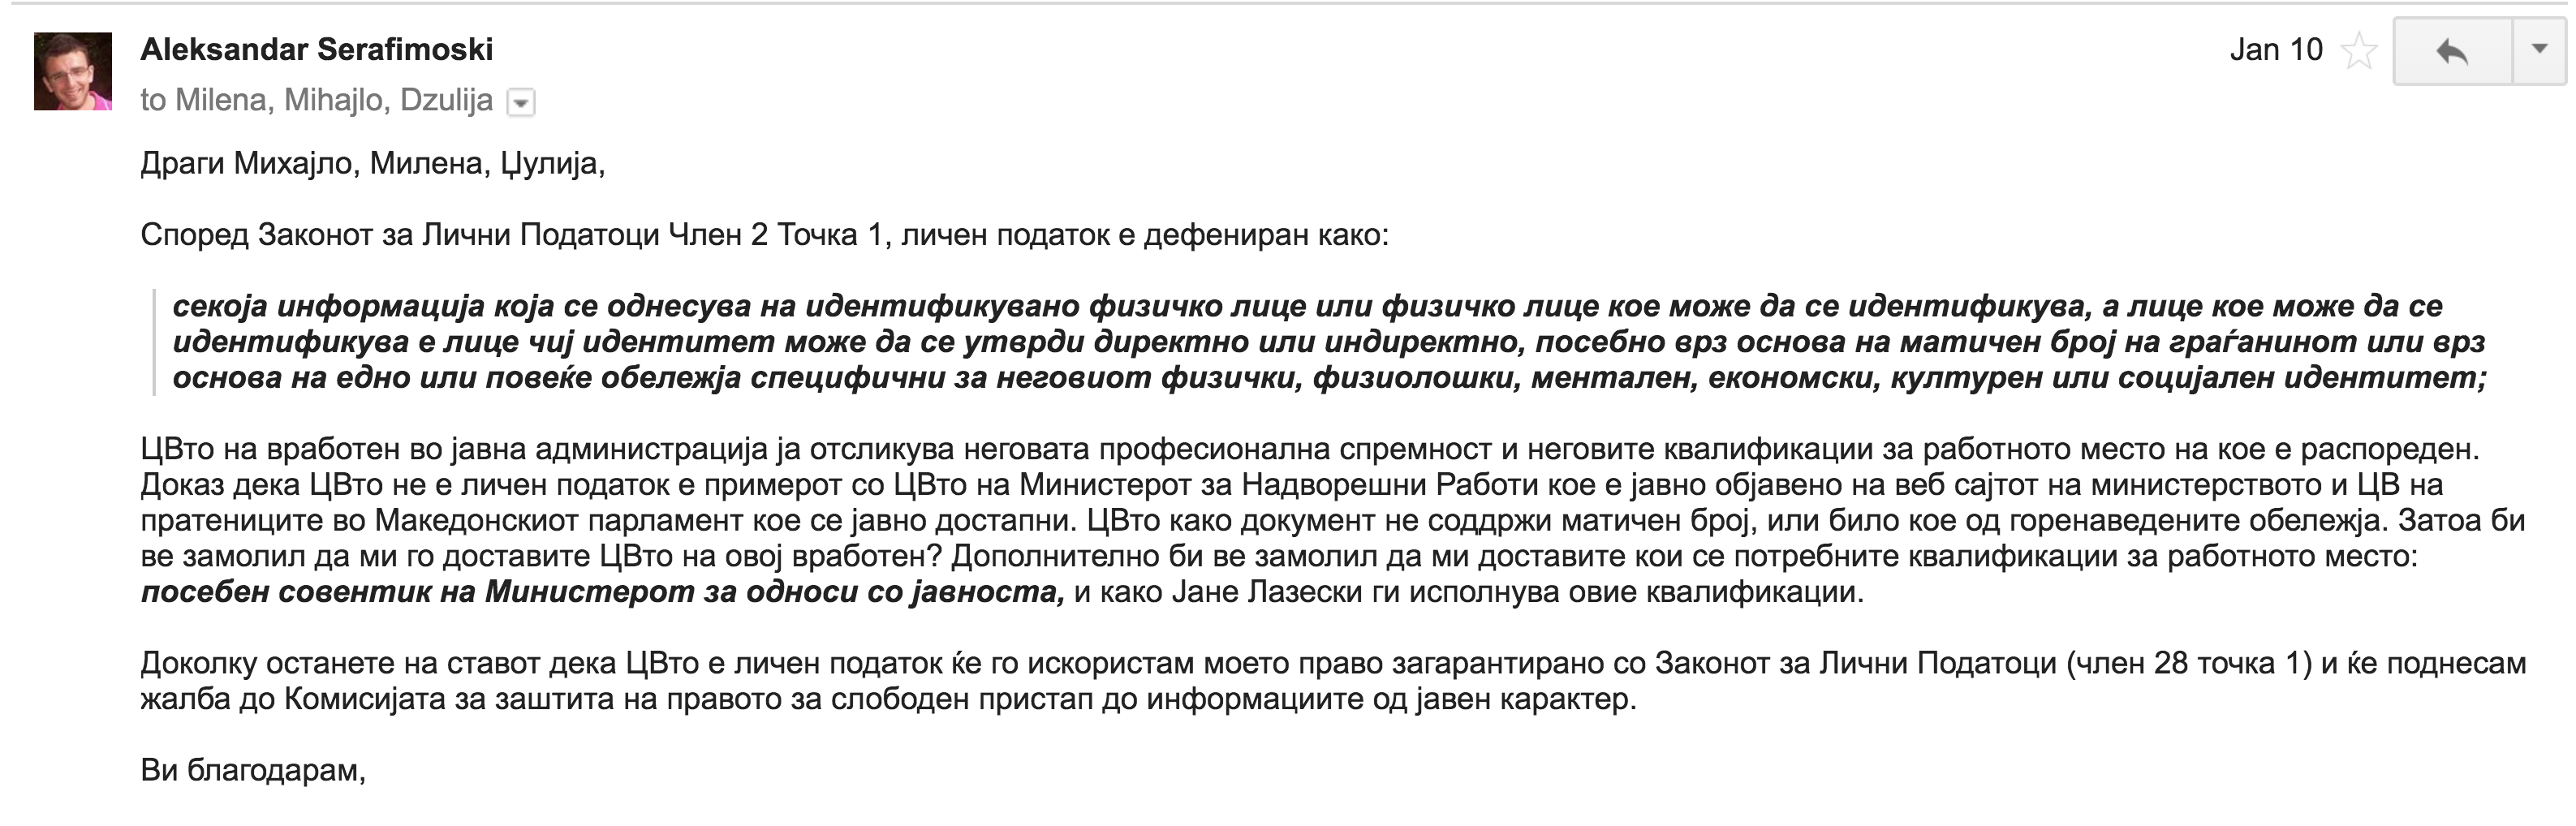 Aleksandar Serafimoski
Jan 10
to Milena, Mihajlo, Dzulija
Драги Михајло, Милена, Џулија,
Според Законот за Лични Податоци Член 2 Точка 1, личен податок е дефениран како:
секоја информација која се однесува на идентификувано физичко лице или физичко лице кое може да се идентификува, а лице кое може да се
идентификува е лице чиј идентитет може да се утврди директно или индиректно, посебно врз основа на матичен број на граѓанинот или врз
основа на едно или повеќе обележја специфични за неговиот физички, физиолошки, ментален, економски, културен или социјален идентитет;
ЦВто на вработен во јавна администрација ја отсликува неговата професионална спремност и неговите квалификации за работното место на кое е распореден.
Доказ дека ЦВто не е личен податок е примерот со ЦВто на Министерот за Надворешни Работи кое е јавно објавено на веб сајтот на министерството и ЦВ на
пратениците во Македонскиот парламент кое се јавно достапни. ЦВто како документ не соддржи матичен број, или било кое од горенаведените обележја. Затоа би
ве замолил да ми го доставите ЦВто на овој вработен? Дополнително би ве замолил да ми доставите кои се потребните квалификации за работното место:
посебен совентик на Министерот за односи со јавноста, и како Јане Лазески ги исполнува овие квалификации.
Доколку останете на ставот дека ЦВто е личен податок ќе го искористам моето право загарантирано со Законот за Лични Податоци (член 28 точка 1) и ќе поднесам
жалба до Комисијата за заштита на правото за слободен пристап до информациите од јавен карактер.
Ви благодарам,